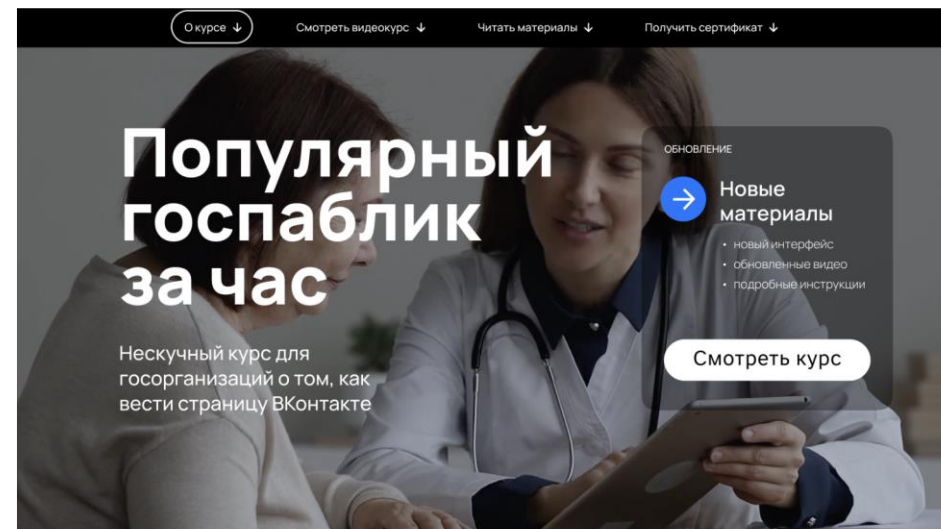 О курсе ↓
Смотреть видеокурс ↓
Читать материалы ↓
Получить сертификат ↓
Популярный
госпаблик
за час
Нескучный курс для
госорганизаций о том, как
вести страницу ВКонтакте
ОБНОВЛЕНИЕ
→ Новые
материалы
• новый интерфейс
• обновленные видео
• подробные инструкции
Смотреть курс